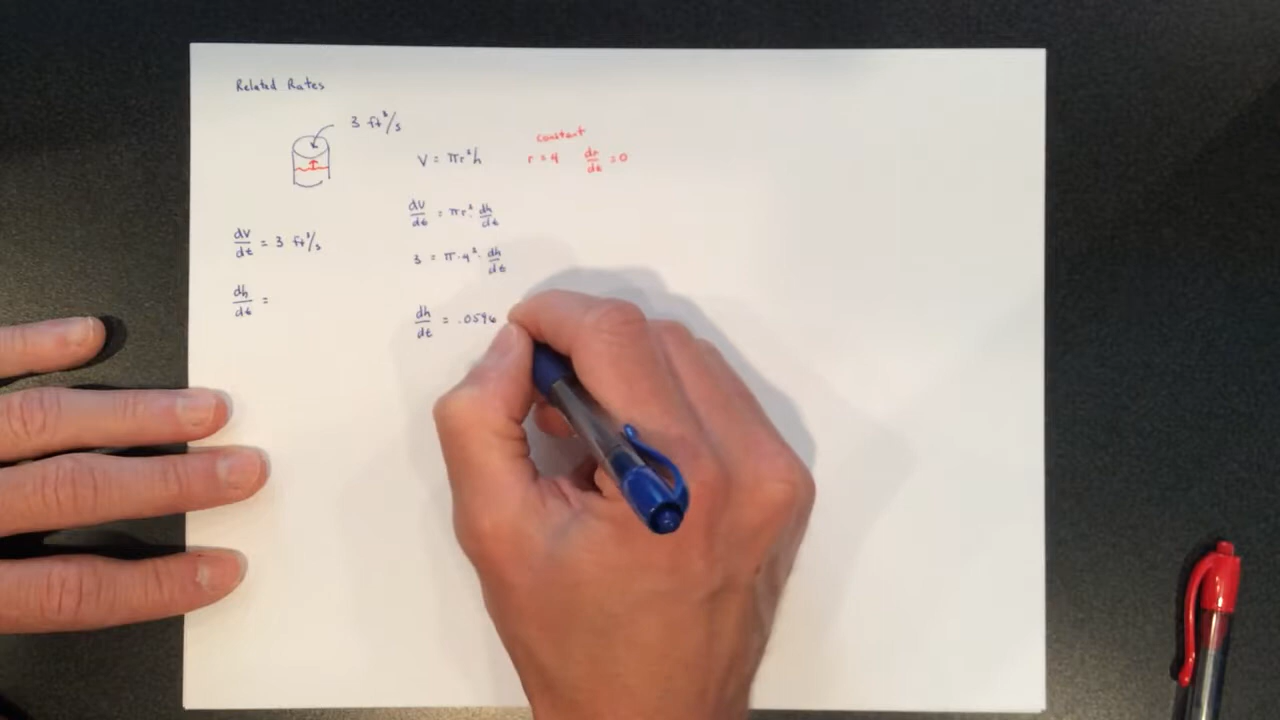 Related Rates
3 ft³/s
constant
V = πr²h
r = 4 dr/dt = 0
dV/dt = πr² · dh/dt
dV/dt = 3 ft³/s
3 = π·4² · dh/dt
dh/dt =
dh/dt = .0596